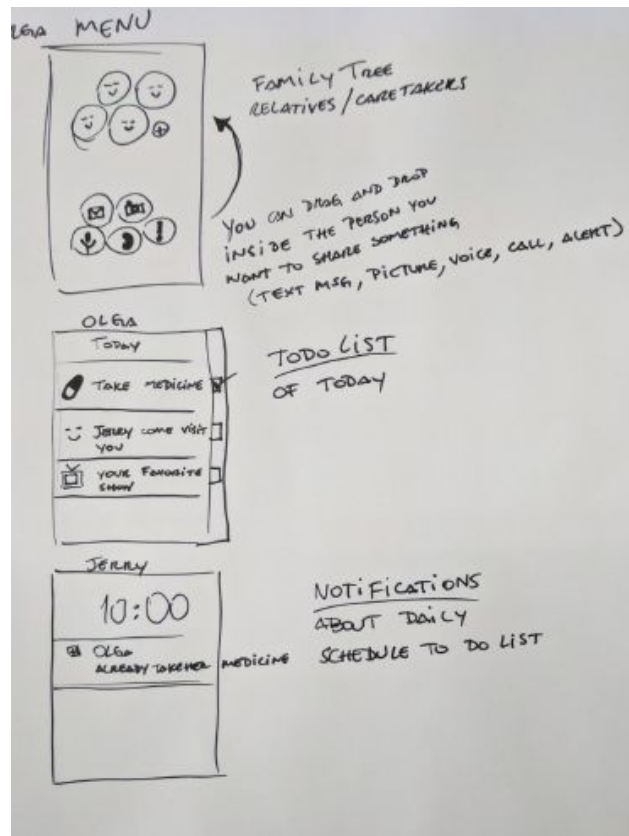 OLGA MENU
FAMILY TREE
RELATIVES/CARETAKERS
YOU CAN DRAG AND DROP
INSIDE THE PERSON YOU
WANT TO SHARE SOMETHING
(TEXT MSG, PICTURE, VOICE, CALL, ALERT)
OLGA
TODAY
TAKE MEDICINE
JERRY COME VISIT
YOU
YOUR FAVORITE
SHOW
TODO LIST
OF TODAY
JERRY
10:00
OLGA
ALREADY TAKE HER MEDICINE
NOTIFICATIONS
ABOUT DAILY
SCHEDULE TO DO LIST